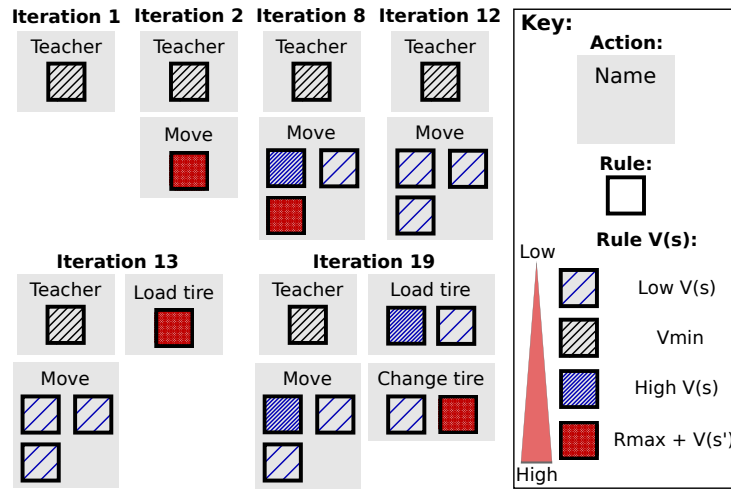 Iteration 1
Iteration 2
Iteration 8
Iteration 12
Teacher
Teacher
Teacher
Teacher
Move
Move
Move
Iteration 13
Iteration 19
Teacher
Load tire
Teacher
Load tire
Move
Move
Change tire
Key:
Action:
Name
Rule:
Rule V(s):
Low
Low V(s)
Vmin
High V(s)
Rmax + V(s')
High